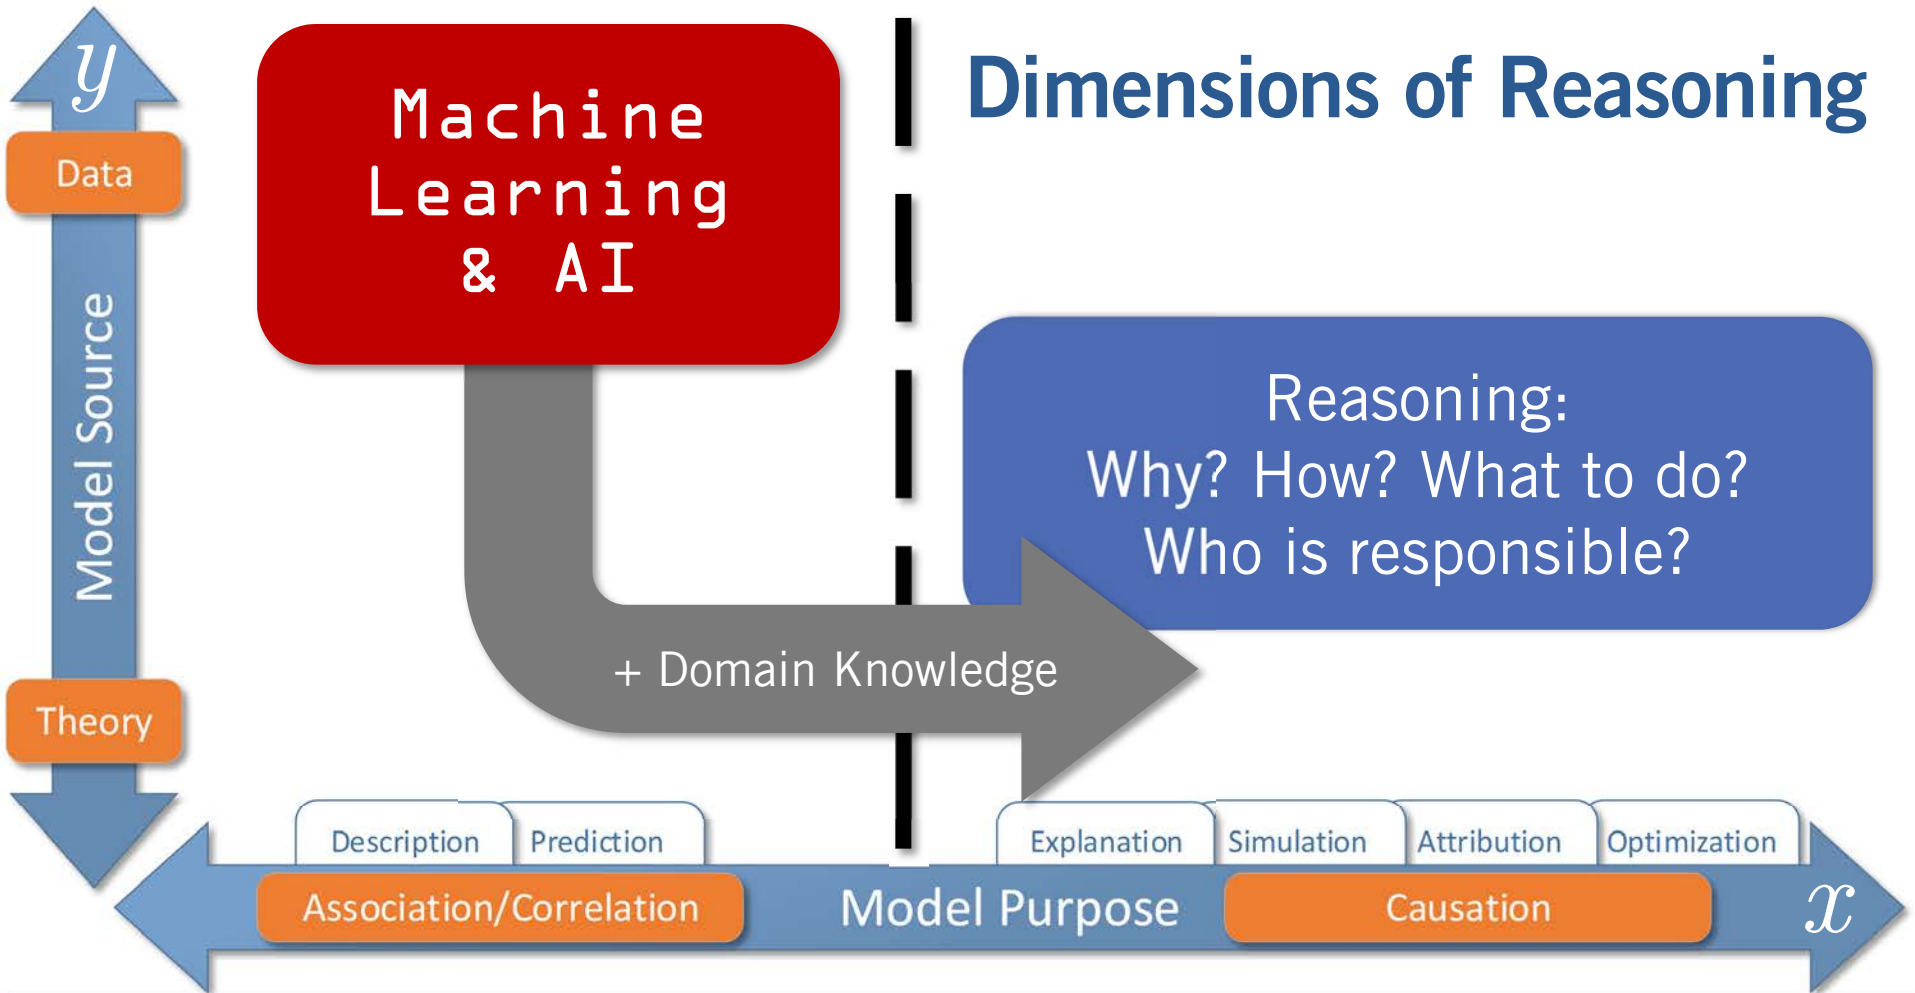 Dimensions of Reasoning
y
Data
Model Source
Theory
Machine
Learning
& AI
Reasoning:
Why? How? What to do?
Who is responsible?
+ Domain Knowledge
Description
Prediction
Explanation
Simulation
Attribution
Optimization
Association/Correlation
Model Purpose
Causation
x